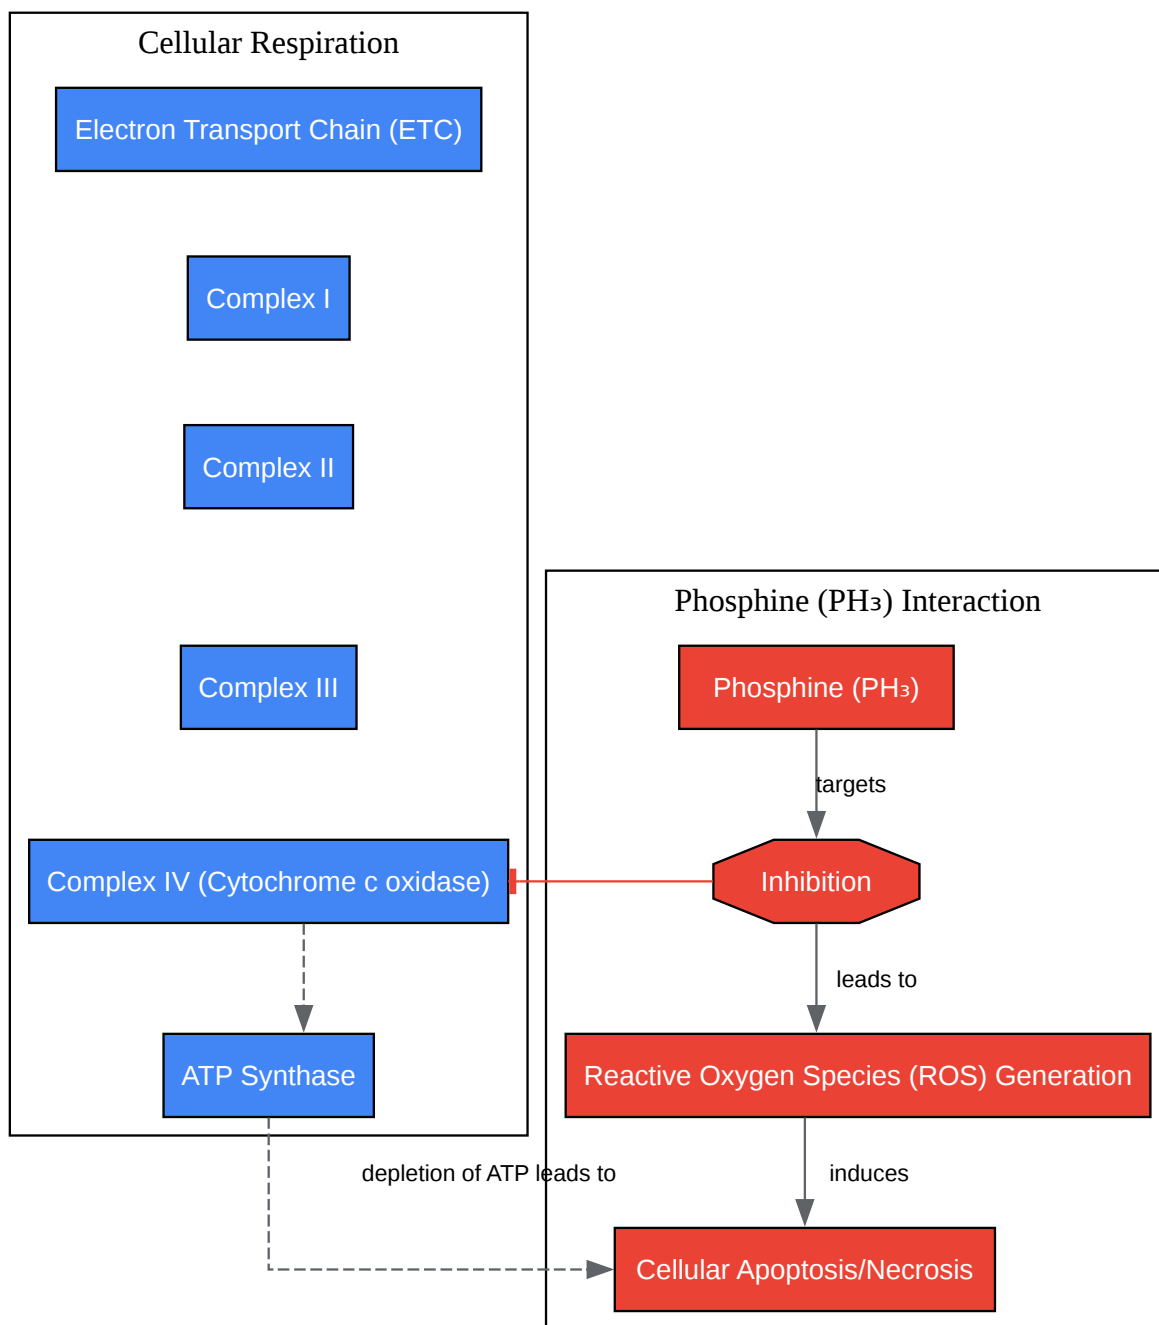 Cellular Respiration
Electron Transport Chain (ETC)
Complex I
Complex II
Complex III
Complex IV (Cytochrome c oxidase)
ATP Synthase
depletion of ATP leads to
Phosphine (PH₃) Interaction
Phosphine (PH₃)
targets
Inhibition
leads to
Reactive Oxygen Species (ROS) Generation
induces
Cellular Apoptosis/Necrosis